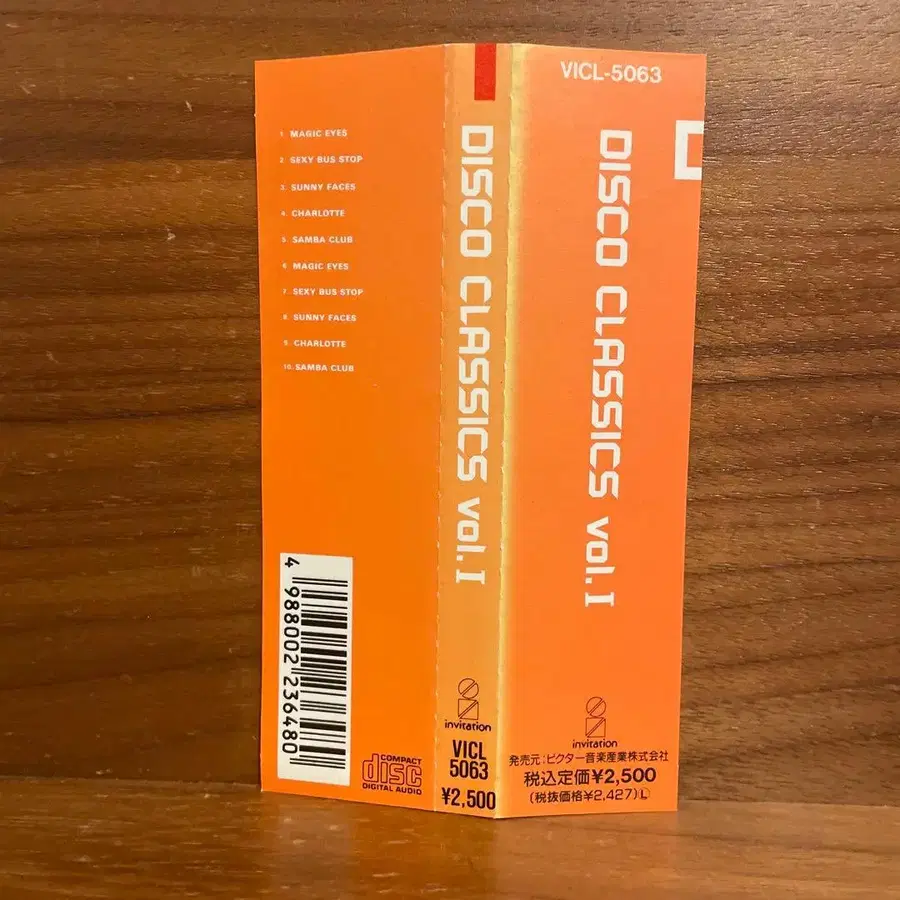 1. MAGIC EYES
2. SEXY BUS STOP
3. SUNNY FACES
4. CHARLOTTE
5. SAMBA CLUB
6. MAGIC EYES
7. SEXY BUS STOP
8. SUNNY FACES
9. CHARLOTTE
10. SAMBA CLUB
4 988002 236480
COMPACT
disc
DIGITAL AUDIO
DISCO CLASSICS vol.I
invitation
VICL
5063
¥2,500
VICL-5063
DISCO CLASSICS vol.I
invitation
発売元:ビクター音楽産業株式会社
税込定価¥2,500
(税抜価格¥2,427)Ⓛ